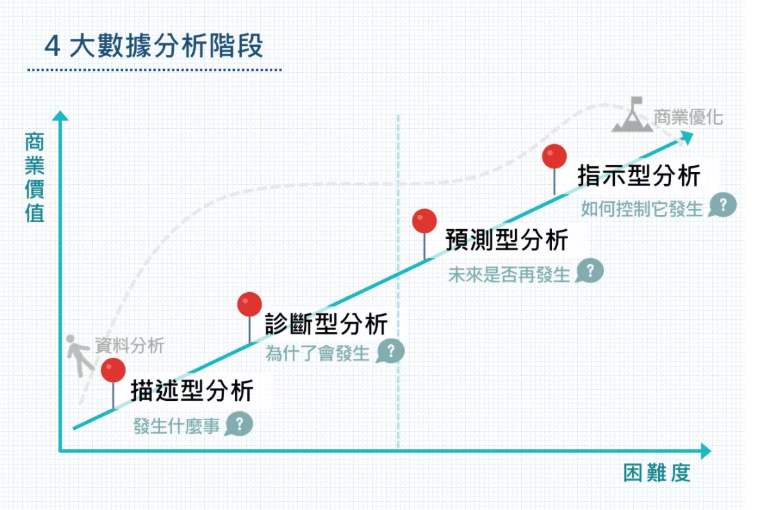 4 大數據分析階段
商業價值
商業優化
指示型分析
如何控制它發生 ?
預測型分析
未來是否再發生 ?
診斷型分析
為什了會發生 ?
資料分析
描述型分析
發生什麼事 ?
困難度